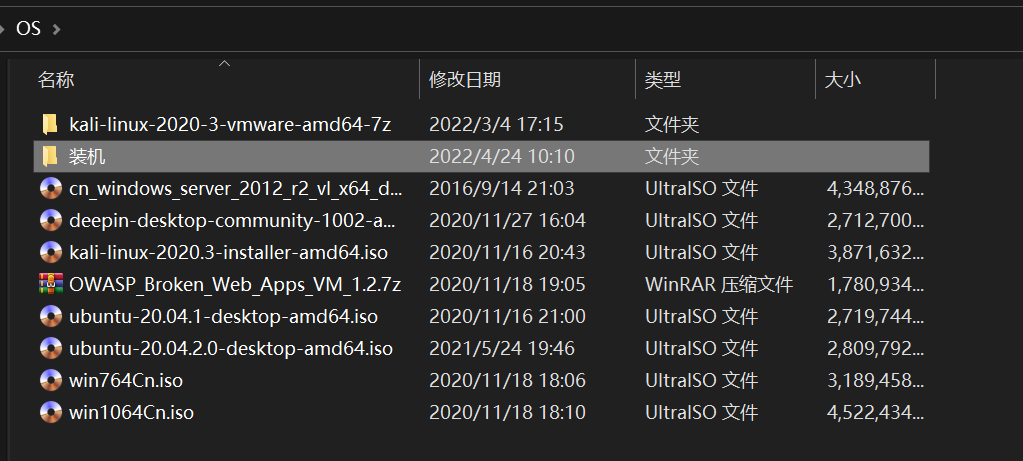 OS
名称 修改日期 类型 大小
kali-linux-2020-3-vmware-amd64-7z 2022/3/4 17:15 文件夹
装机 2022/4/24 10:10 文件夹
cn_windows_server_2012_r2_vl_x64_d... 2016/9/14 21:03 UltraISO 文件 4,348,876...
deepin-desktop-community-1002-a... 2020/11/27 16:04 UltraISO 文件 2,712,700...
kali-linux-2020.3-installer-amd64.iso 2020/11/16 20:43 UltraISO 文件 3,871,632...
OWASP_Broken_Web_Apps_VM_1.2.7z 2020/11/18 19:05 WinRAR 压缩文件 1,780,934...
ubuntu-20.04.1-desktop-amd64.iso 2020/11/16 21:00 UltraISO 文件 2,719,744...
ubuntu-20.04.2.0-desktop-amd64.iso 2021/5/24 19:46 UltraISO 文件 2,809,792...
win764Cn.iso 2020/11/18 18:06 UltraISO 文件 3,189,458...
win1064Cn.iso 2020/11/18 18:10 UltraISO 文件 4,522,434...